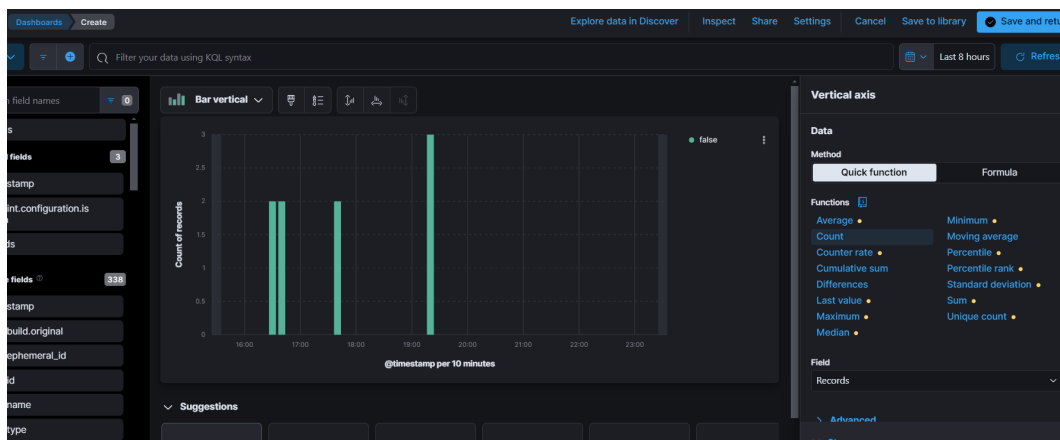 Dashboards Create Explore data in Discover Inspect Share Settings Cancel Save to library Save and retu
Filter your data using KQL syntax Last 8 hours Refres
field names 0
Bar vertical
s
fields 3
stamp
int.configuration.is
ds
fields 338
stamp
build.original
ephemeral_id
id
name
type
3
2.5
2
1.5
1
0.5
0
Count of records
16:00 17:00 18:00 19:00 20:00 21:00 22:00 23:00
@timestamp per 10 minutes
false
Suggestions
Vertical axis
Data
Method
Quick function Formula
Functions
Average Minimum
Count Moving average
Counter rate Percentile
Cumulative sum Percentile rank
Differences Standard deviation
Last value Sum
Maximum Unique count
Median
Field
Records
Advanced